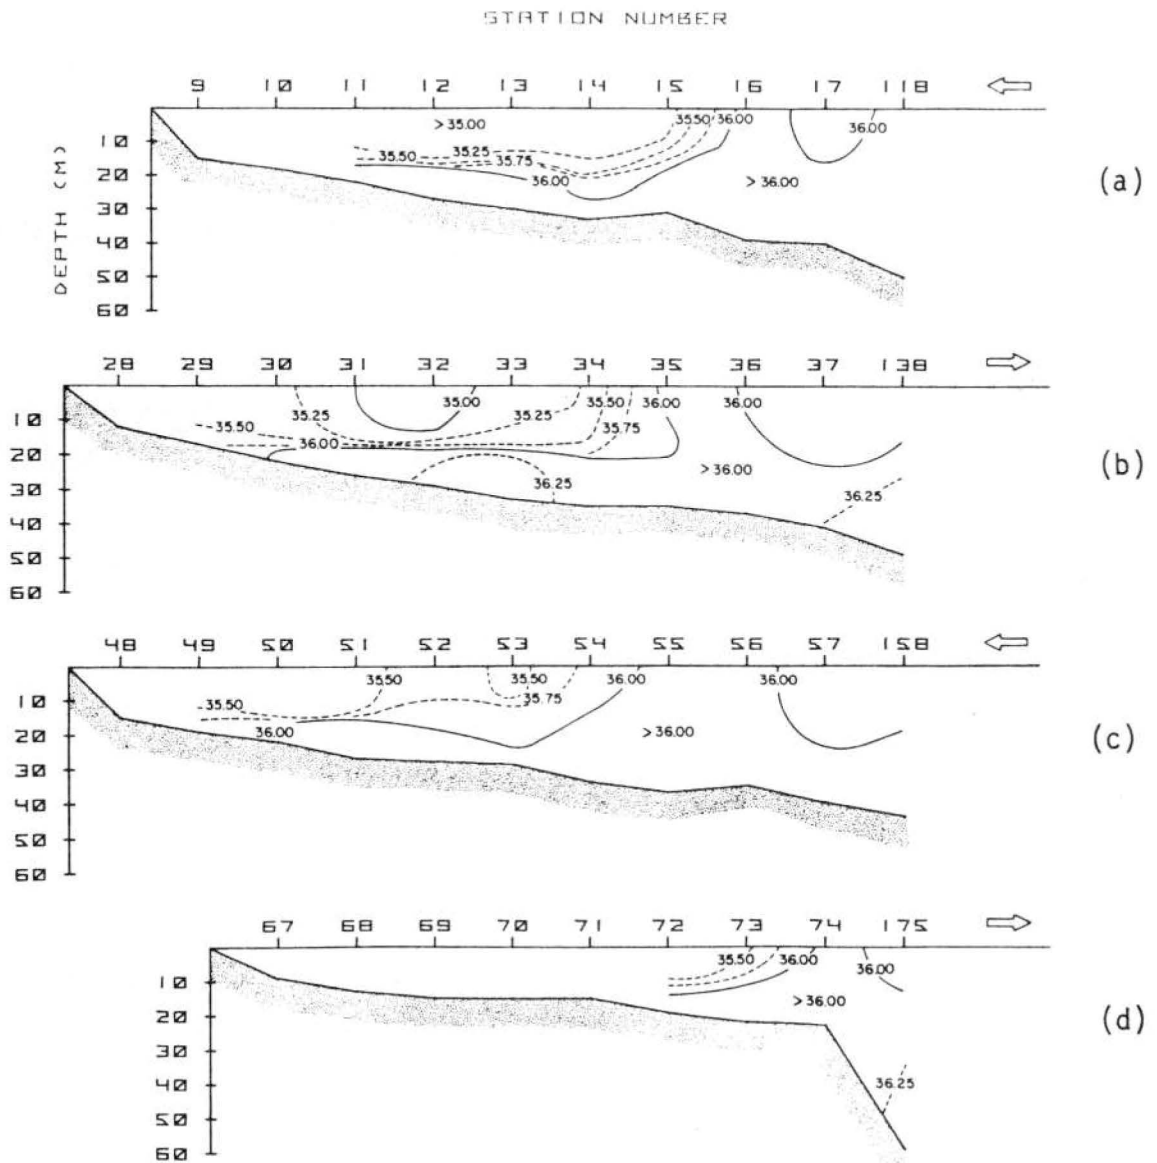 STATION NUMBER
9 10 11 12 13 14 15 16 17 118
> 35.00 35.50 36.00 36.00
10
35.50 35.25 35.75
20
36.00 > 36.00
30
40
50
60
DEPTH (M)
(a)
28 29 30 31 32 33 34 35 36 37 138
35.00 35.50 36.00 36.00
10
35.50 35.25 35.25 35.75
36.00
20
> 36.00
36.25 36.25
30
40
50
60
(b)
48 49 50 51 52 53 54 55 56 57 158
35.50 35.50 36.00 36.00
35.75
10
35.50
20
36.00 > 36.00
30
40
50
60
(c)
67 68 69 70 71 72 73 74 175
35.50 36.00 36.00
10
> 36.00
20
30
40
36.25
50
60
(d)